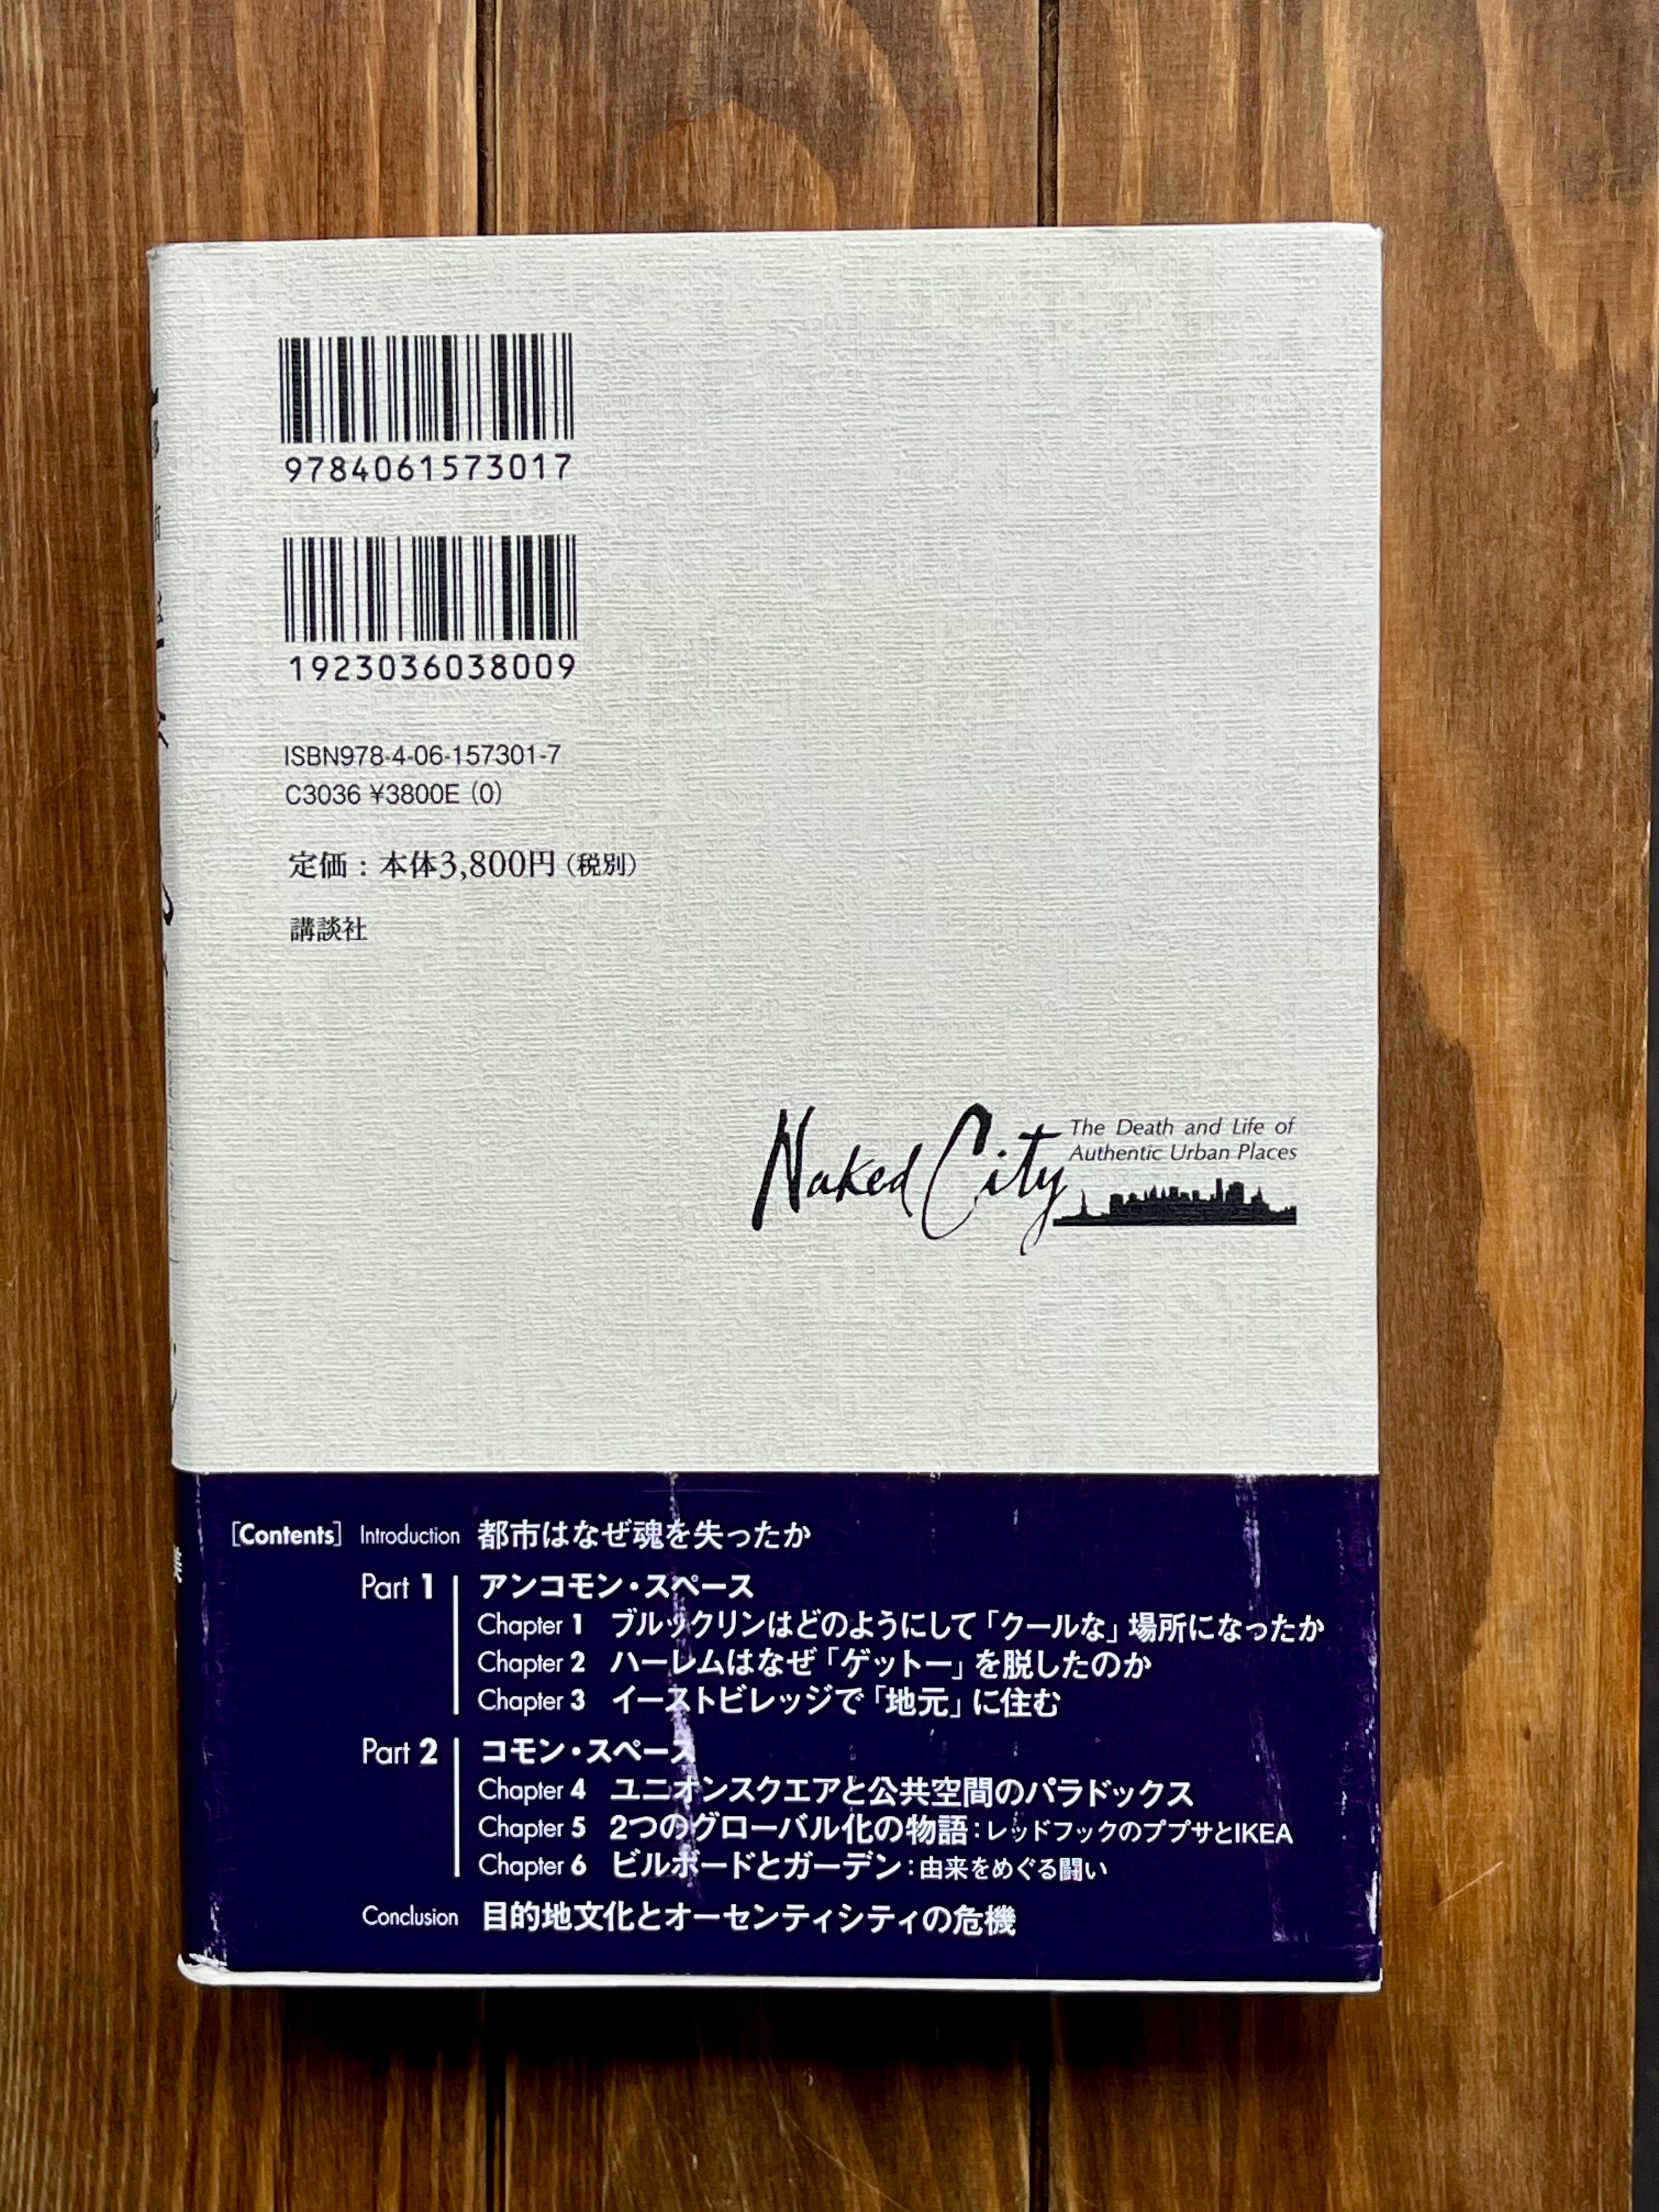 9784061573017
1923036038009
ISBN978-4-06-157301-7
C3036 ¥3800E (0)
定価：本体3,800円（税別）
講談社
Naked City
The Death and Life of
Authentic Urban Places
[Contents] Introduction 都市はなぜ魂を失ったか
Part 1 アンコモン・スペース
Chapter 1 ブルックリンはどのようにして「クールな」場所になったか
Chapter 2 ハーレムはなぜ「ゲットー」を脱したのか
Chapter 3 イーストビレッジで「地元」に住む
Part 2 コモン・スペース
Chapter 4 ユニオンスクエアと公共空間のパラドックス
Chapter 5 2つのグローバル化の物語：レッドフックのププサとIKEA
Chapter 6 ビルボードとガーデン：由来をめぐる闘い
Conclusion 目的地文化とオーセンティシティの危機